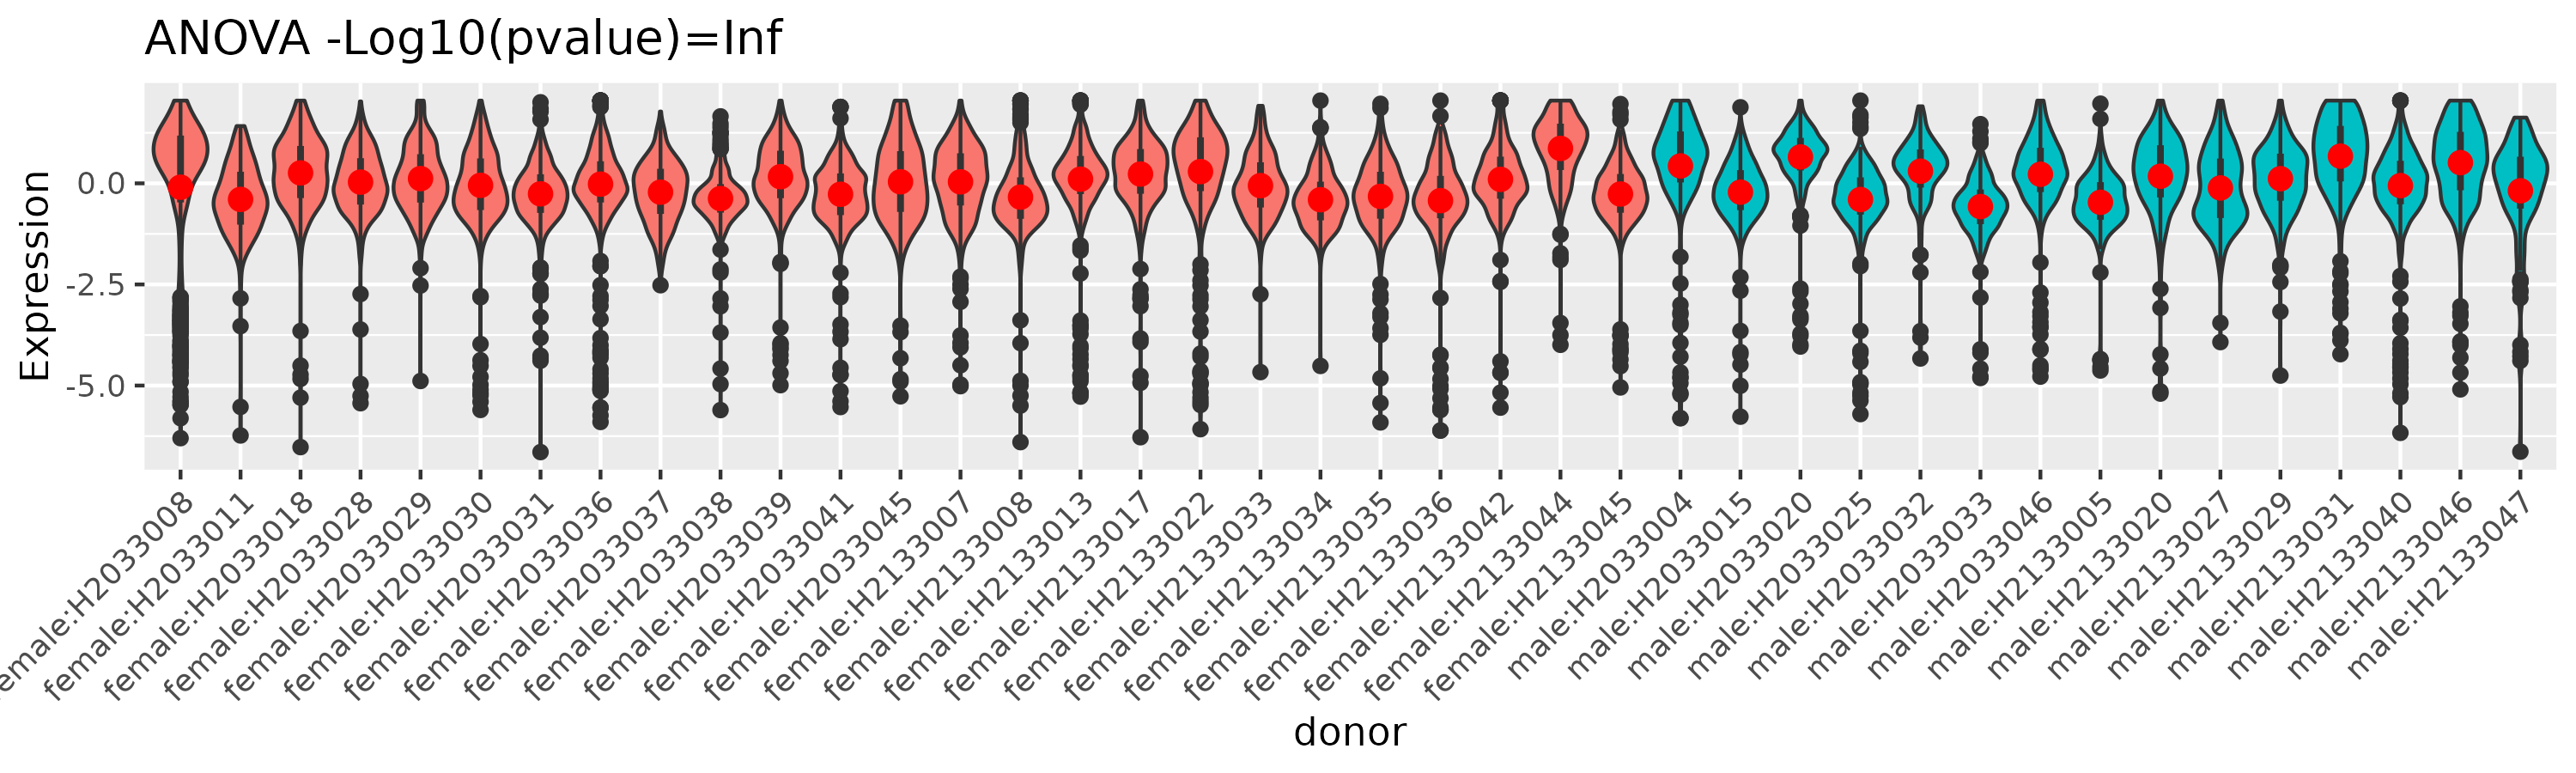 ANOVA -Log10(pvalue)=Inf
Expression
0.0
-2.5
-5.0
female:H2033008
female:H2033011
female:H2033018
female:H2033028
female:H2033029
female:H2033030
female:H2033031
female:H2033036
female:H2033037
female:H2033038
female:H2033039
female:H2033041
female:H2033045
female:H2133007
female:H2133008
female:H2133013
female:H2133017
female:H2133022
female:H2133033
female:H2133034
female:H2133035
female:H2133036
female:H2133042
female:H2133044
female:H2133045
male:H2033004
male:H2033015
male:H2033020
male:H2033025
male:H2033032
male:H2033033
male:H2033046
male:H2133005
male:H2133020
male:H2133027
male:H2133029
male:H2133031
male:H2133040
male:H2133046
male:H2133047
donor